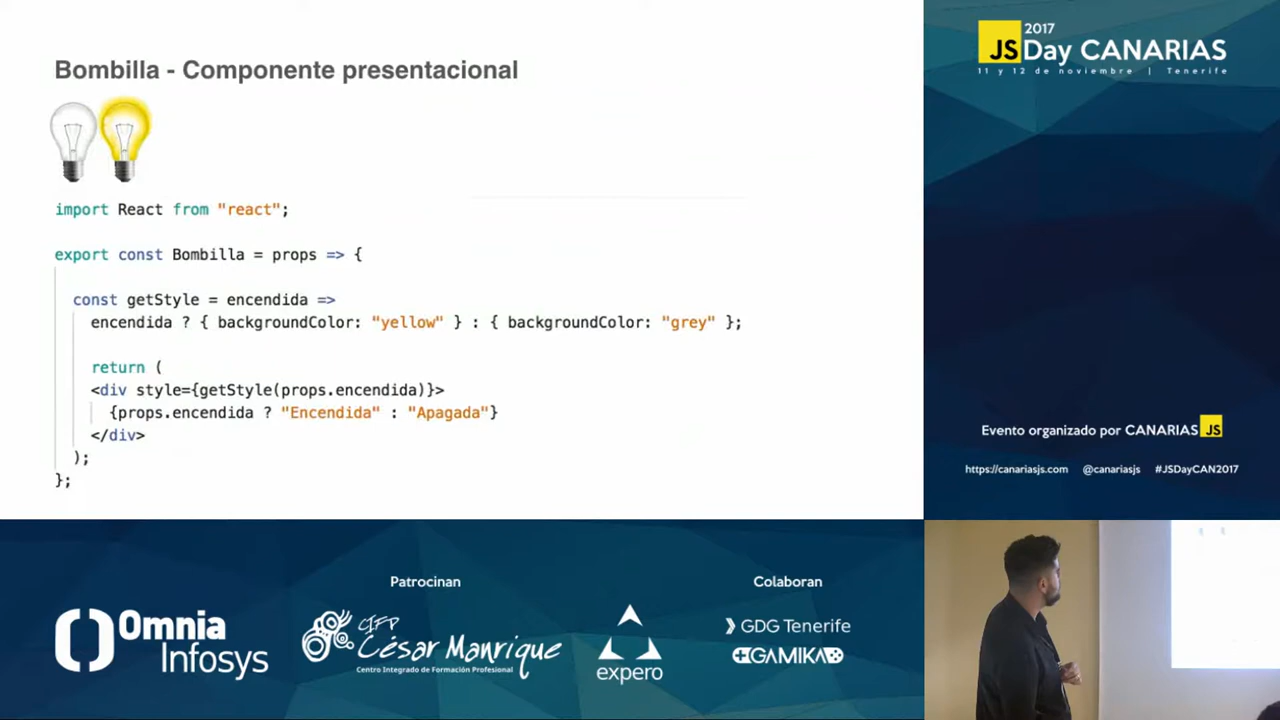 Bombilla - Componente presentacional
import React from "react";
export const Bombilla = props => {
const getStyle = encendida =>
encendida ? { backgroundColor: "yellow" } : { backgroundColor: "grey" };
return (
<div style={getStyle(props.encendida)}>
{props.encendida ? "Encendida" : "Apagada"}
</div>
);
};
2017
JS Day CANARIAS
11 y 12 de noviembre | Tenerife
Evento organizado por CANARIAS JS
https://canariasjs.com @canariasjs #JSDayCAN2017
Patrocinan
Omnia
Infosys
CIFP
César Manrique
Centro Integrado de Formación Profesional
expero
Colaboran
GDG Tenerife
GAMIKA